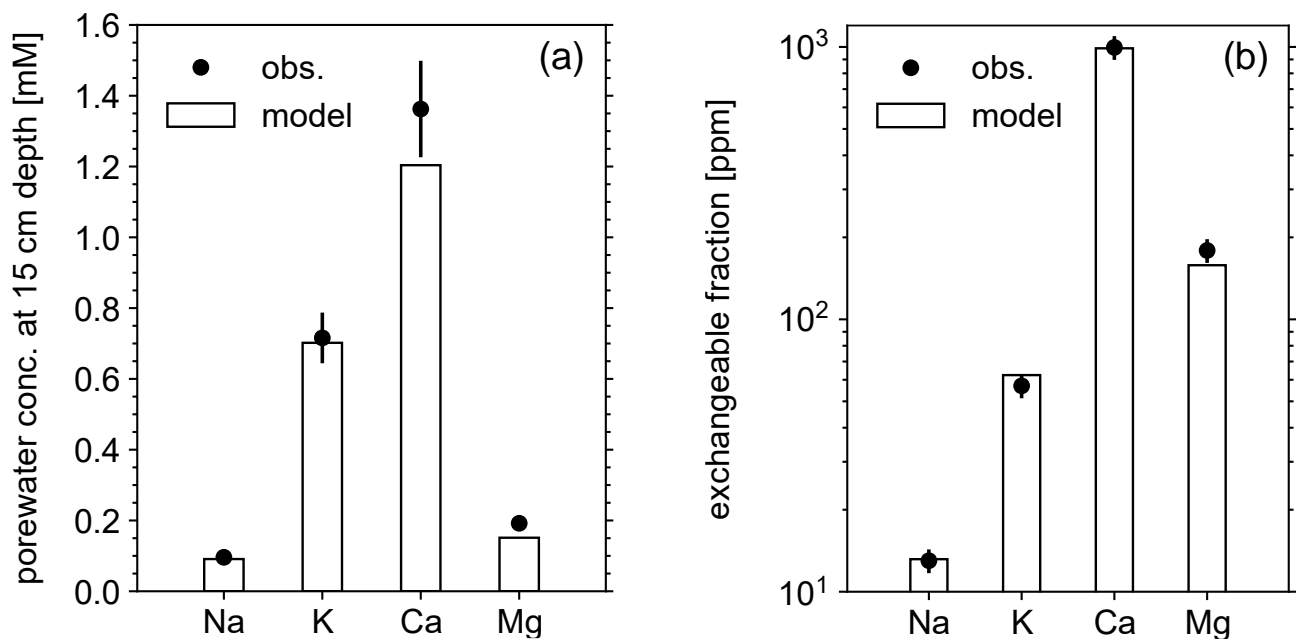 porewater conc. at 15 cm depth [mM]
1.6
1.4
1.2
1.0
0.8
0.6
0.4
0.2
0.0
obs.
model
(a)
Na K Ca Mg
exchangeable fraction [ppm]
10³
10²
10¹
obs.
model
(b)
Na K Ca Mg